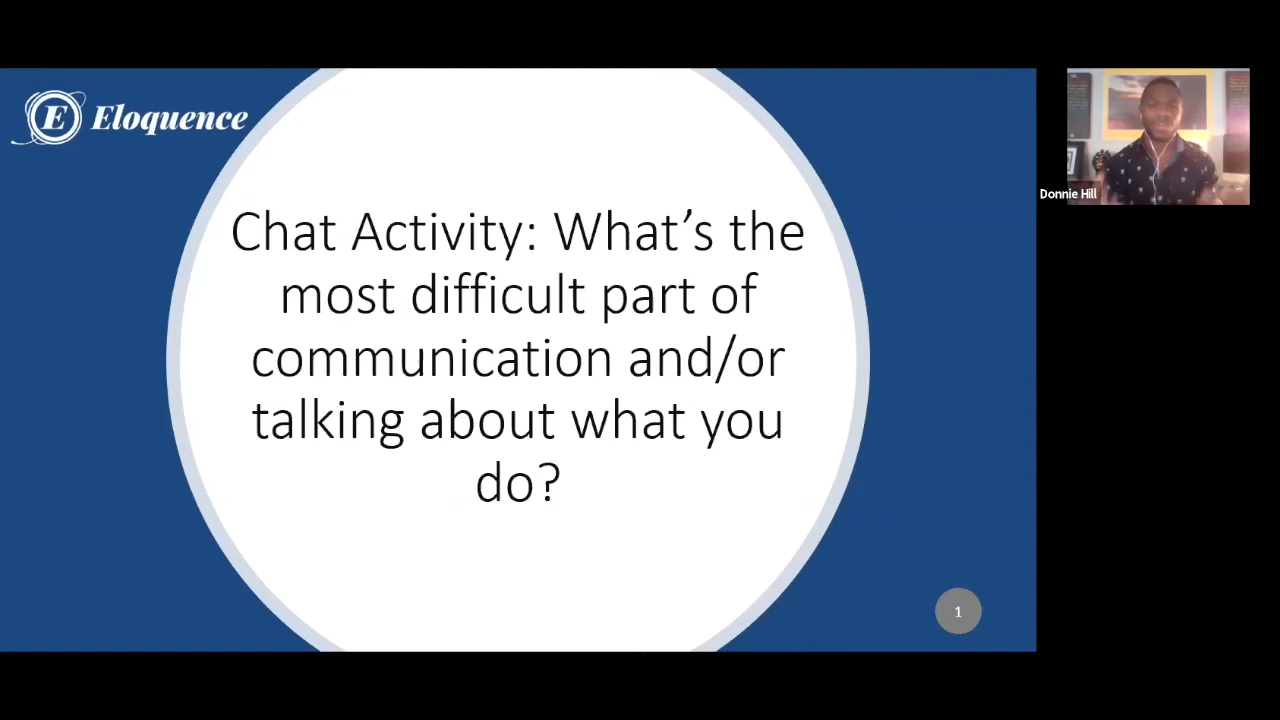 E Eloquence
Chat Activity: What's the
most difficult part of
communication and/or
talking about what you
do?
1
Donnie Hill